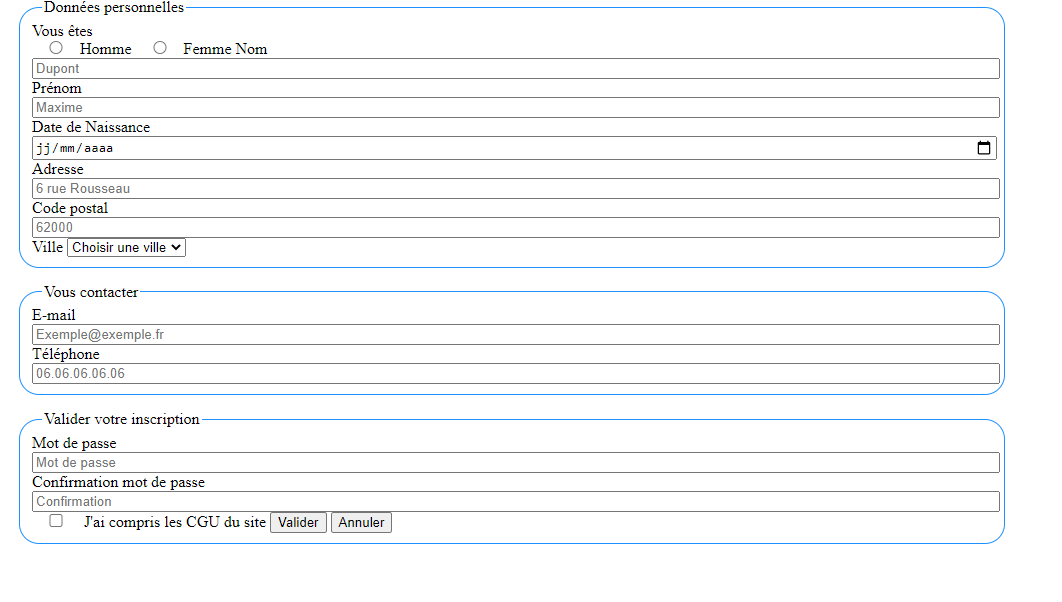 Données personnelles
Vous êtes
Homme Femme Nom
Dupont
Prénom
Maxime
Date de Naissance
jj/mm/aaaa
Adresse
6 rue Rousseau
Code postal
62000
Ville Choisir une ville
Vous contacter
E-mail
Exemple@exemple.fr
Téléphone
06.06.06.06.06
Valider votre inscription
Mot de passe
Mot de passe
Confirmation mot de passe
Confirmation
J'ai compris les CGU du site Valider Annuler